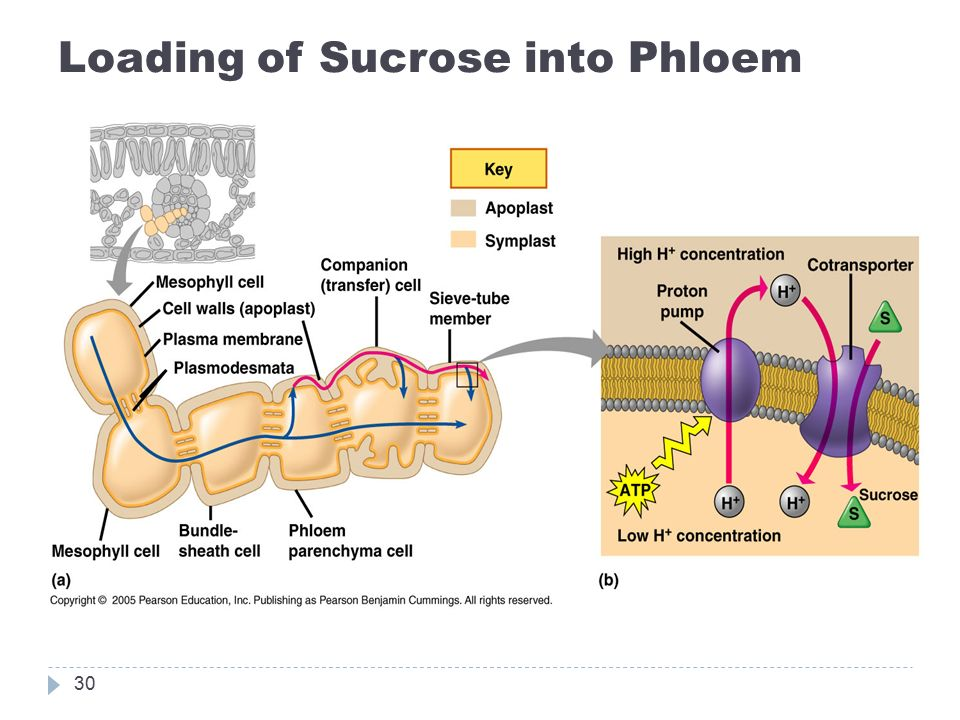 Loading of Sucrose into Phloem
Key
Apoplast
Symplast
Mesophyll cell
Cell walls (apoplast)
Plasma membrane
Plasmodesmata
Companion
(transfer) cell
Sieve-tube
member
Mesophyll cell
Bundle-
sheath cell
Phloem
parenchyma cell
(a)
High H⁺ concentration
Cotransporter
Proton
pump
H⁺
S
ATP
H⁺
H⁺
Sucrose
S
Low H⁺ concentration
(b)
Copyright © 2005 Pearson Education, Inc. Publishing as Pearson Benjamin Cummings. All rights reserved.
30